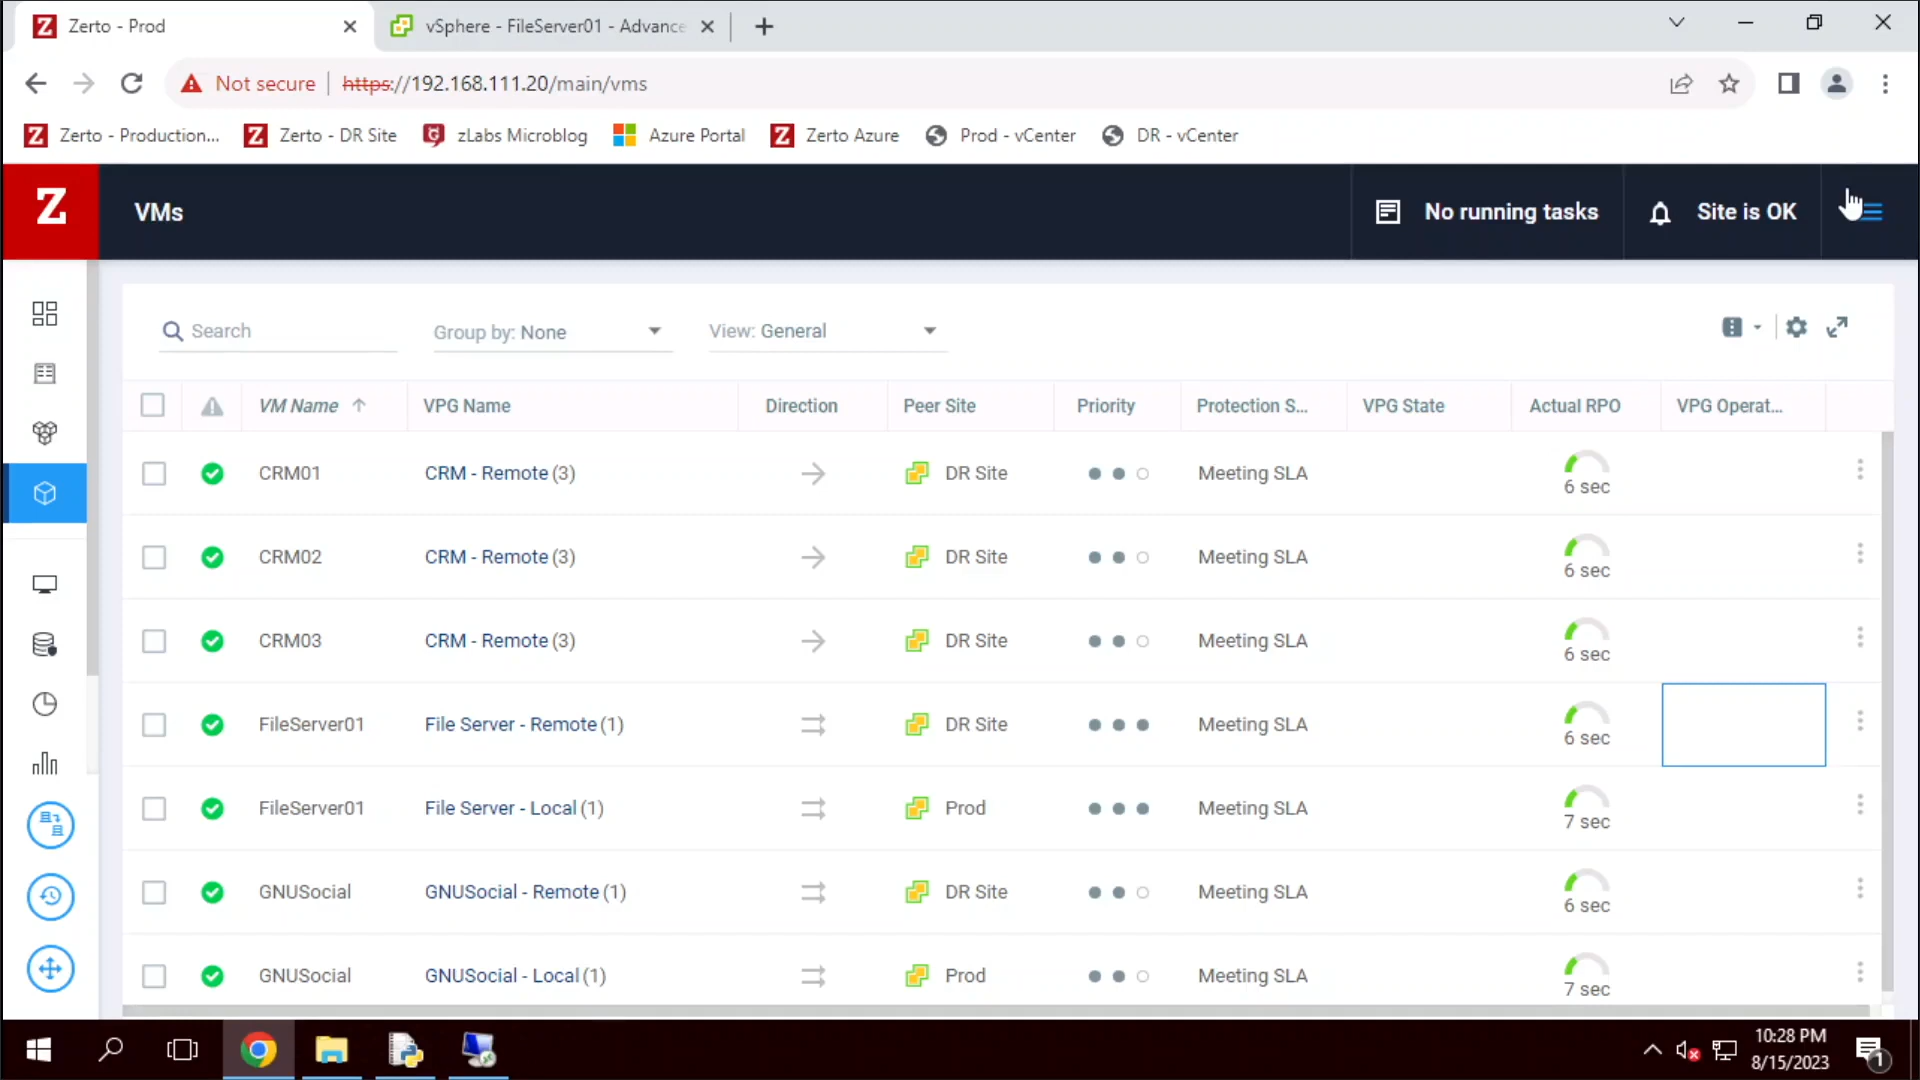 Zerto - Prod
vSphere - FileServer01 - Advance
Not secure https://192.168.111.20/main/vms
Zerto - Production... Zerto - DR Site zLabs Microblog Azure Portal Zerto Azure Prod - vCenter DR - vCenter
Z VMs No running tasks Site is OK
Search Group by: None View: General
VM Name VPG Name Direction Peer Site Priority Protection S... VPG State Actual RPO VPG Operat...
CRM01 CRM - Remote (3) DR Site Meeting SLA 6 sec
CRM02 CRM - Remote (3) DR Site Meeting SLA 6 sec
CRM03 CRM - Remote (3) DR Site Meeting SLA 6 sec
FileServer01 File Server - Remote (1) DR Site Meeting SLA 6 sec
FileServer01 File Server - Local (1) Prod Meeting SLA 7 sec
GNUSocial GNUSocial - Remote (1) DR Site Meeting SLA 6 sec
GNUSocial GNUSocial - Local (1) Prod Meeting SLA 7 sec
10:28 PM
8/15/2023
1